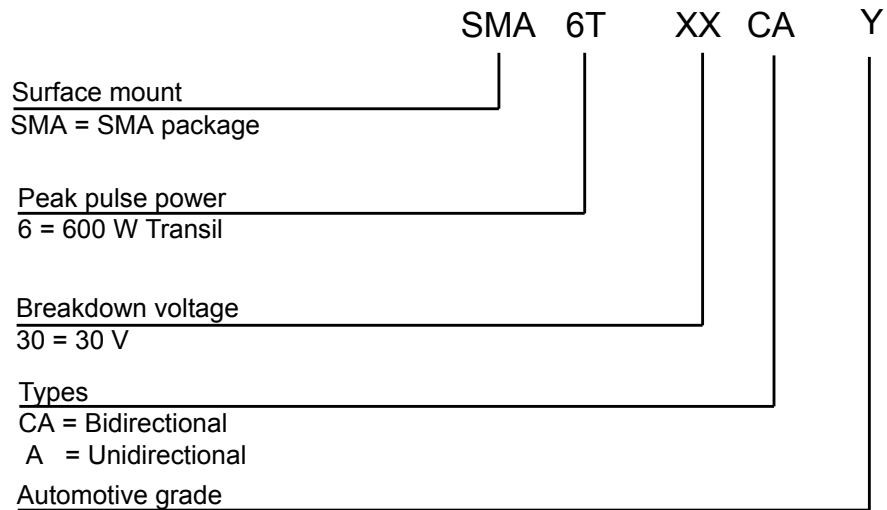 SMA 6T XX CA Y
Surface mount
SMA = SMA package
Peak pulse power
6 = 600 W Transil
Breakdown voltage
30 = 30 V
Types
CA = Bidirectional
A = Unidirectional
Automotive grade